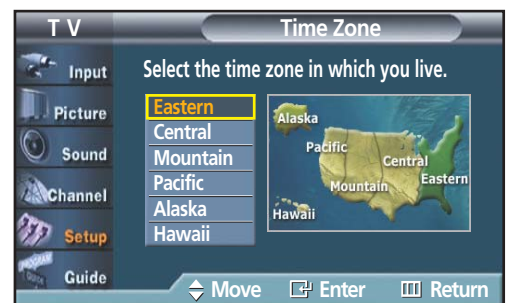 T V
Time Zone
Input
Picture
Sound
Channel
Setup
Guide
Select the time zone in which you live.
Eastern
Central
Mountain
Pacific
Alaska
Hawaii
Alaska
Pacific
Central
Mountain
Eastern
Hawaii
Move Enter Return